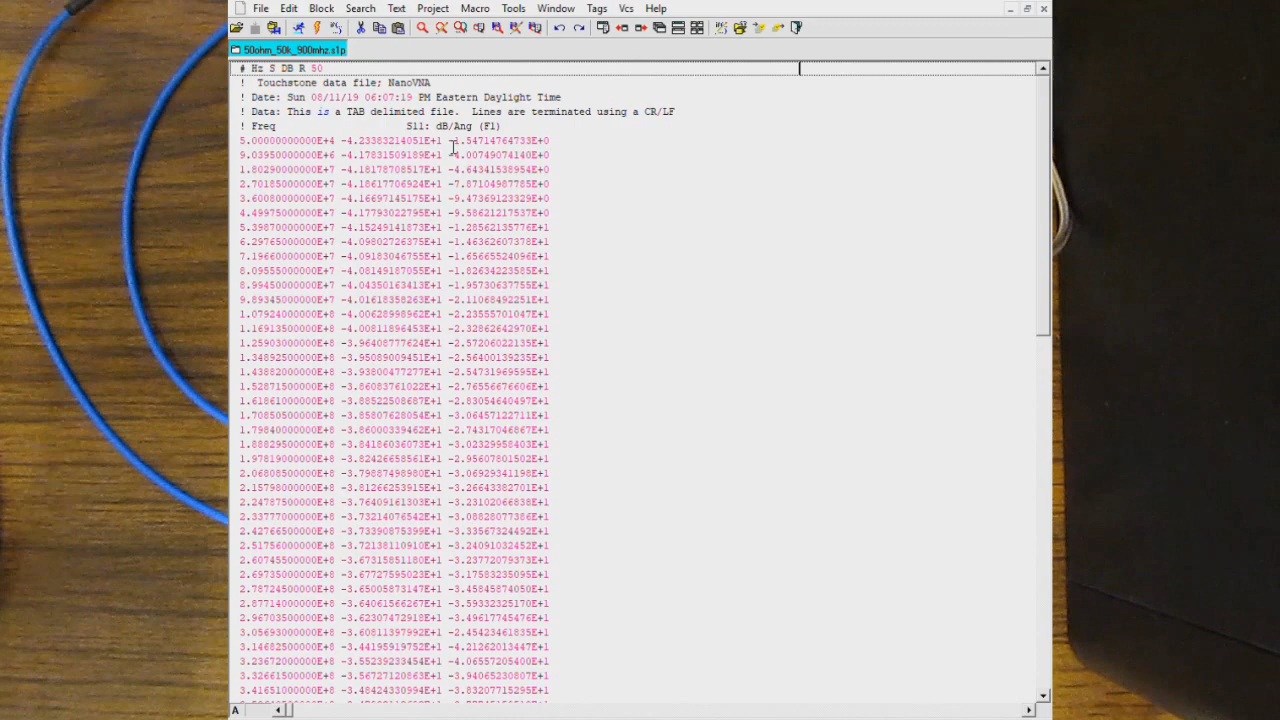 File Edit Block Search Text Project Macro Tools Window Tags Vcs Help
50ohm_50k_900mhz.s1p
# Hz S DB R 50
! Touchstone data file; NanoVNA
! Date: Sun 08/11/19 06:07:19 PM Eastern Daylight Time
! Data: This is a TAB delimited file. Lines are terminated using a CR/LF
! Freq S11: dB/Ang (F1)
5.00000000000E+4 -4.23383214051E+1 -1.54714764733E+0
9.03950000000E+6 -4.17831509189E+1 -4.00749074140E+0
1.80290000000E+7 -4.18178708517E+1 -4.64341538954E+0
2.70185000000E+7 -4.18617706924E+1 -7.87104987785E+0
3.60080000000E+7 -4.16697145175E+1 -9.47369123329E+0
4.49975000000E+7 -4.17793022795E+1 -9.58621217537E+0
5.39870000000E+7 -4.15249141873E+1 -1.28562135776E+1
6.29765000000E+7 -4.09802726375E+1 -1.46362607378E+1
7.19660000000E+7 -4.09183046755E+1 -1.65665524096E+1
8.09555000000E+7 -4.08149187055E+1 -1.82634223585E+1
8.99450000000E+7 -4.04350163413E+1 -1.95730637755E+1
9.89345000000E+7 -4.01618358263E+1 -2.11068492251E+1
1.07924000000E+8 -4.00628998962E+1 -2.23555701047E+1
1.16913500000E+8 -4.00811896453E+1 -2.32862642970E+1
1.25903000000E+8 -3.96408777624E+1 -2.57206022135E+1
1.34892500000E+8 -3.95089009451E+1 -2.56400139235E+1
1.43882000000E+8 -3.93800477277E+1 -2.54731969595E+1
1.52871500000E+8 -3.86083761022E+1 -2.76556676606E+1
1.61861000000E+8 -3.88522508687E+1 -2.83054640497E+1
1.70850500000E+8 -3.85807628054E+1 -3.06457122711E+1
1.79840000000E+8 -3.86000339462E+1 -2.74317046867E+1
1.88829500000E+8 -3.84186036073E+1 -3.02329958403E+1
1.97819000000E+8 -3.82426658561E+1 -2.95607801502E+1
2.06808500000E+8 -3.79887498980E+1 -3.06929341198E+1
2.15798000000E+8 -3.81266253915E+1 -3.26643382701E+1
2.24787500000E+8 -3.76409161303E+1 -3.23102066838E+1
2.33777000000E+8 -3.73214076542E+1 -3.08828077386E+1
2.42766500000E+8 -3.73390875399E+1 -3.33567324492E+1
2.51756000000E+8 -3.72138110910E+1 -3.24091032452E+1
2.60745500000E+8 -3.67315851180E+1 -3.23772079373E+1
2.69735000000E+8 -3.67727595023E+1 -3.17583235095E+1
2.78724500000E+8 -3.65005873147E+1 -3.45845874050E+1
2.87714000000E+8 -3.64061566267E+1 -3.59332325170E+1
2.96703500000E+8 -3.62307472918E+1 -3.49617745476E+1
3.05693000000E+8 -3.60811397992E+1 -2.45423461835E+1
3.14682500000E+8 -3.44195919752E+1 -4.21262013447E+1
3.23672000000E+8 -3.55239233454E+1 -4.06557205400E+1
3.32661500000E+8 -3.56727120863E+1 -3.97134155658E+1
3.41651000000E+8 -3.48424330994E+1 -3.83207715295E+1
A